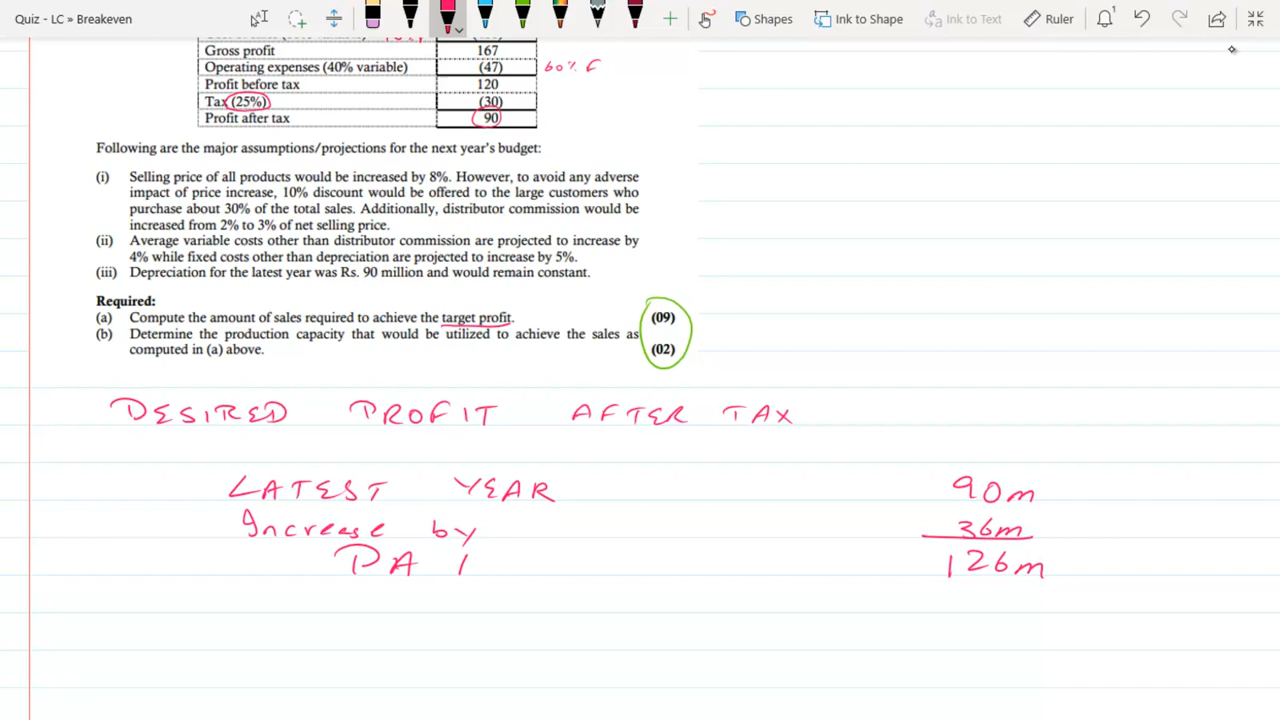 Quiz - LC » Breakeven
Shapes
Ink to Shape
Ink to Text
Ruler
Gross profit 167
Operating expenses (40% variable) (47) 60% F
Profit before tax 120
Tax (25%) (30)
Profit after tax 90
Following are the major assumptions/projections for the next year's budget:
(i) Selling price of all products would be increased by 8%. However, to avoid any adverse
impact of price increase, 10% discount would be offered to the large customers who
purchase about 30% of the total sales. Additionally, distributor commission would be
increased from 2% to 3% of net selling price.
(ii) Average variable costs other than distributor commission are projected to increase by
4% while fixed costs other than depreciation are projected to increase by 5%.
(iii) Depreciation for the latest year was Rs. 90 million and would remain constant.
Required:
(a) Compute the amount of sales required to achieve the target profit. (09)
(b) Determine the production capacity that would be utilized to achieve the sales as
computed in (a) above. (02)
DESIRED PROFIT AFTER TAX
LATEST YEAR 90m
Increase by 36m
PA 126m